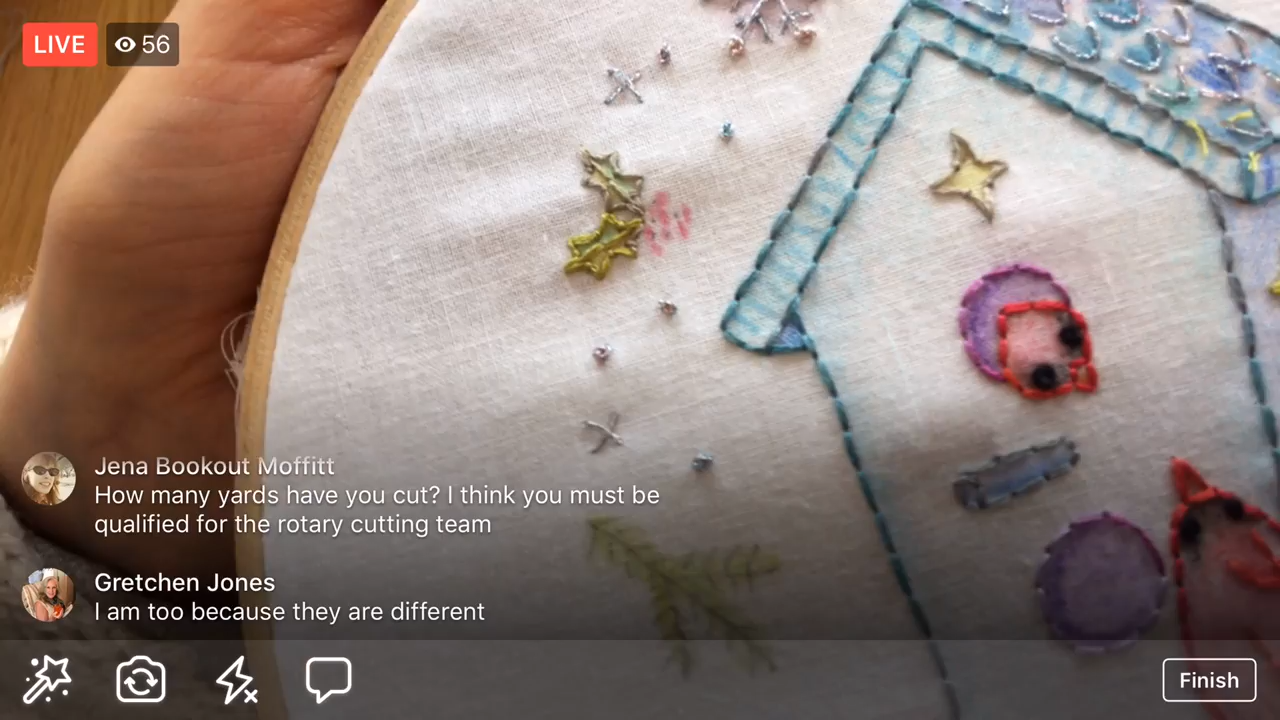 LIVE
56
Jena Bookout Moffitt
How many yards have you cut? I think you must be
qualified for the rotary cutting team
Gretchen Jones
I am too because they are different
Finish